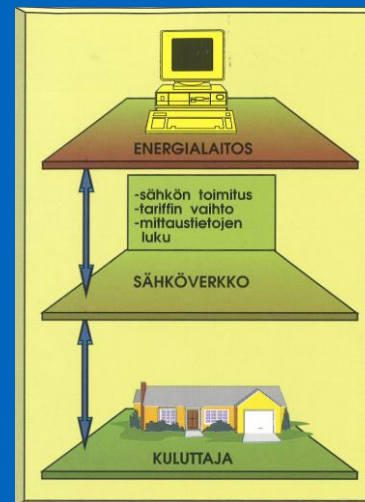 ENERGIALAITOS
-sähkön toimitus
-tariffin vaihto
-mittaustietojen
luku
SÄHKÖVERKKO
KULUTTAJA